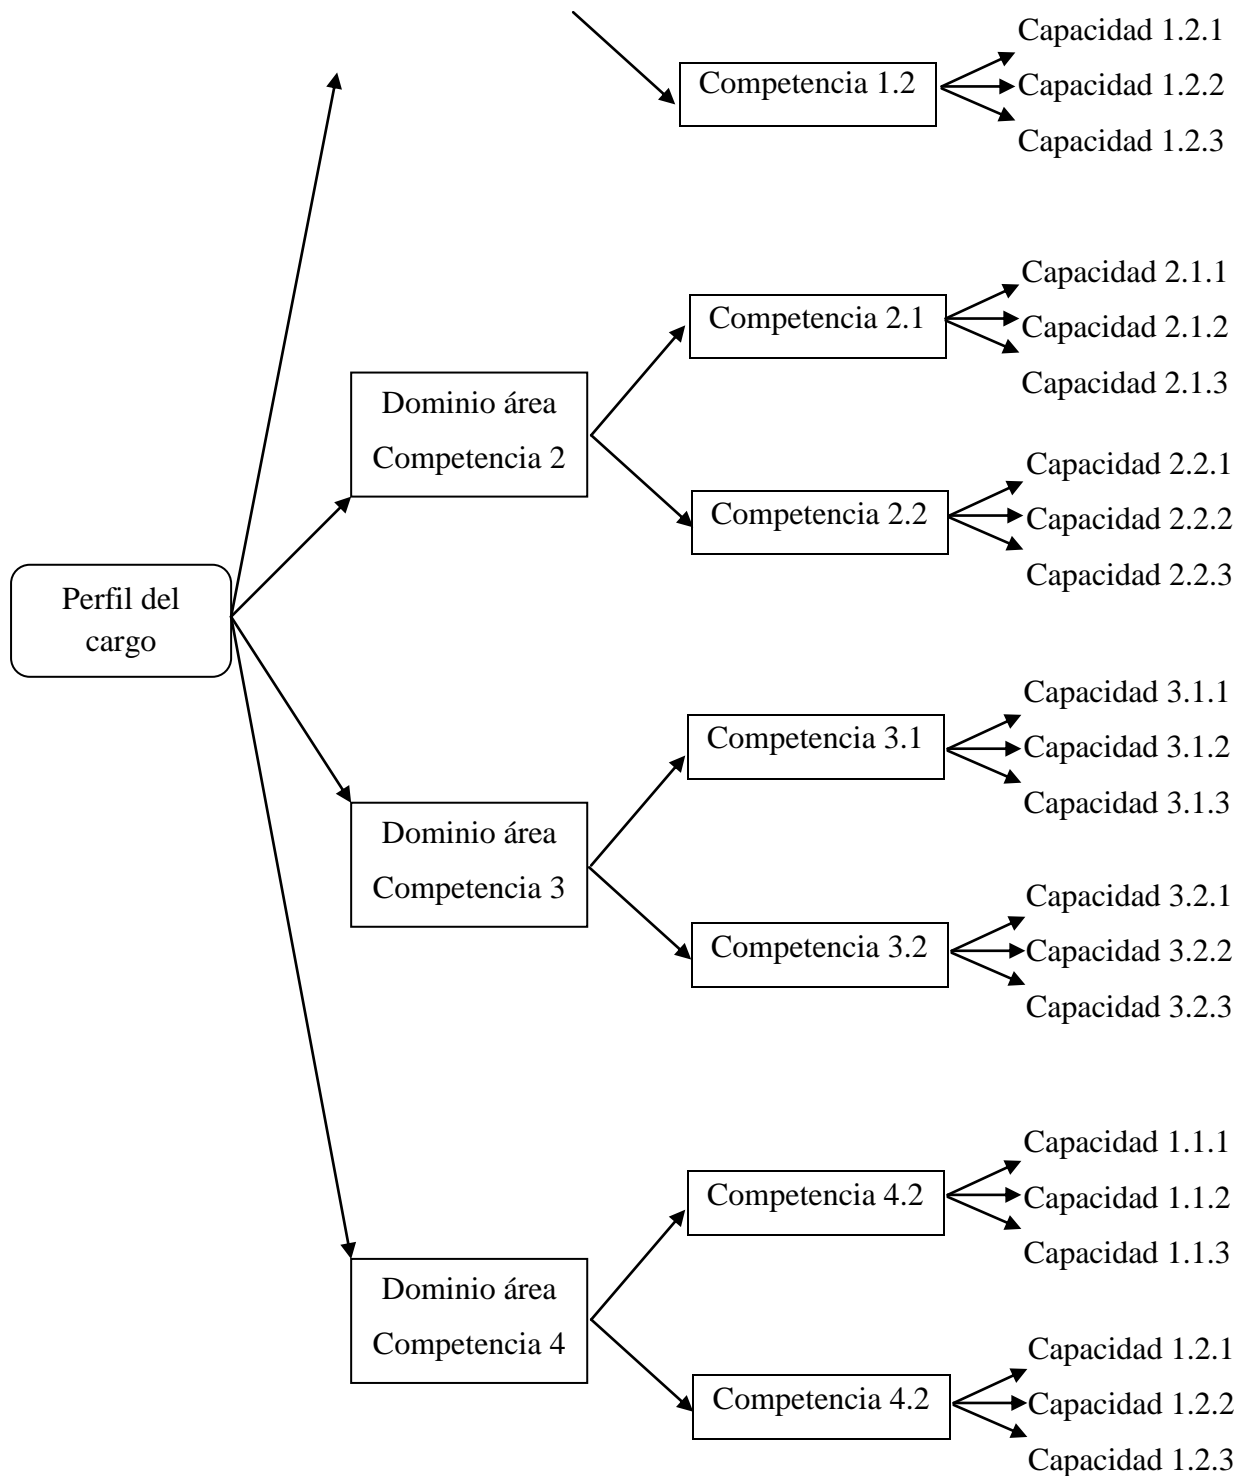 Capacidad 1.2.1
Competencia 1.2
Capacidad 1.2.2
Capacidad 1.2.3
Capacidad 2.1.1
Competencia 2.1
Capacidad 2.1.2
Capacidad 2.1.3
Dominio área
Competencia 2
Capacidad 2.2.1
Competencia 2.2
Capacidad 2.2.2
Capacidad 2.2.3
Perfil del
cargo
Capacidad 3.1.1
Competencia 3.1
Capacidad 3.1.2
Capacidad 3.1.3
Dominio área
Competencia 3
Capacidad 3.2.1
Competencia 3.2
Capacidad 3.2.2
Capacidad 3.2.3
Capacidad 1.1.1
Competencia 4.2
Capacidad 1.1.2
Capacidad 1.1.3
Dominio área
Competencia 4
Capacidad 1.2.1
Competencia 4.2
Capacidad 1.2.2
Capacidad 1.2.3